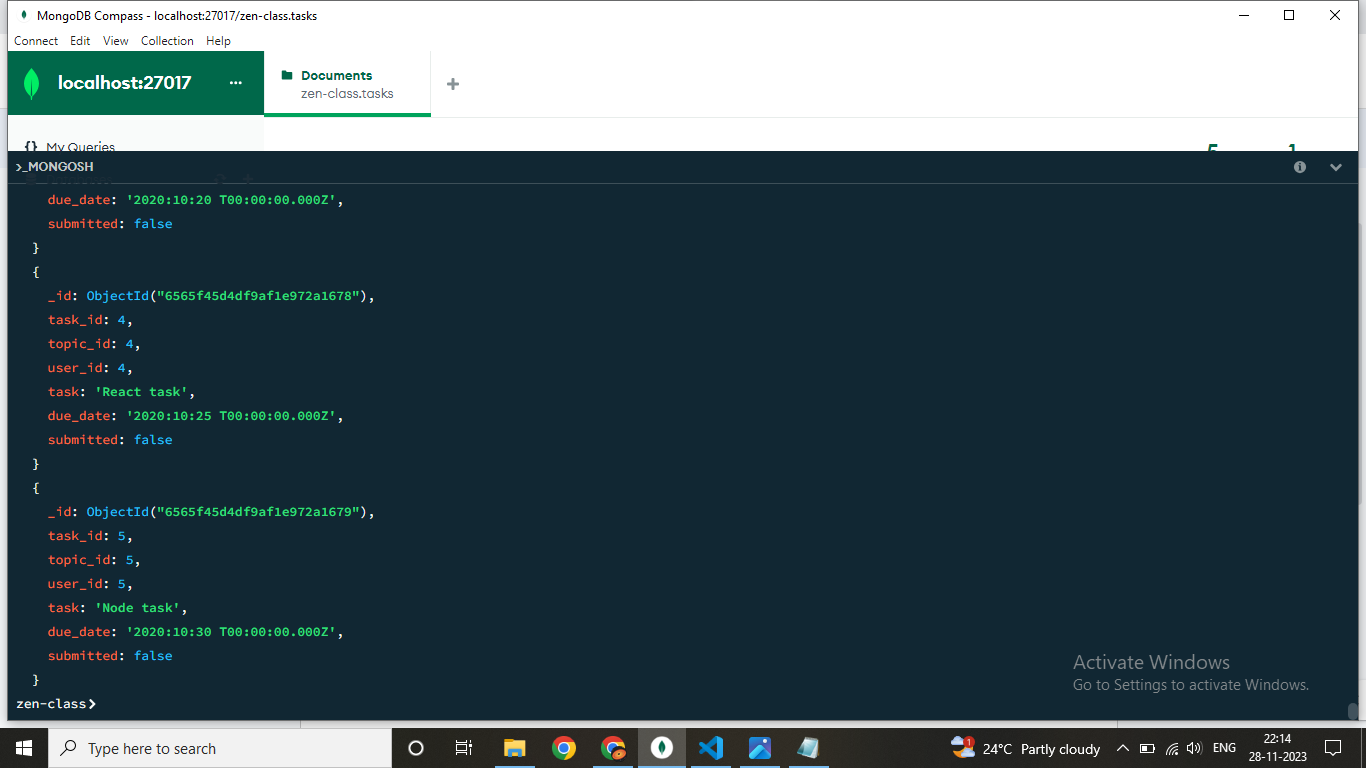 MongoDB Compass - localhost:27017/zen-class.tasks
Connect Edit View Collection Help
localhost:27017 ...
Documents
zen-class.tasks
{} My Queries
5 1
>_MONGOSH
due_date: '2020:10:20 T00:00:00.000Z',
submitted: false
}
{
_id: ObjectId("6565f45d4df9af1e972a1678"),
task_id: 4,
topic_id: 4,
user_id: 4,
task: 'React task',
due_date: '2020:10:25 T00:00:00.000Z',
submitted: false
}
{
_id: ObjectId("6565f45d4df9af1e972a1679"),
task_id: 5,
topic_id: 5,
user_id: 5,
task: 'Node task',
due_date: '2020:10:30 T00:00:00.000Z',
submitted: false
}
zen-class>
Activate Windows
Go to Settings to activate Windows.
Type here to search
1
24°C Partly cloudy
ENG
22:14
28-11-2023